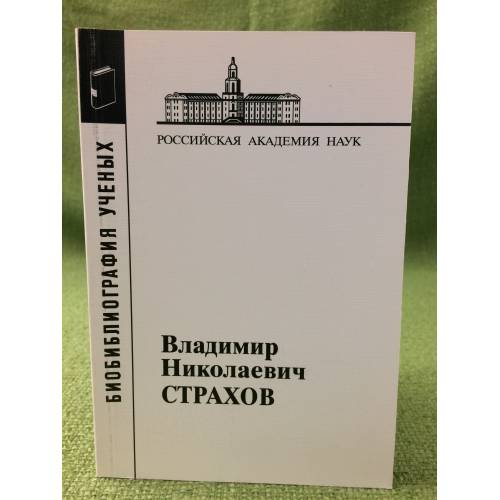 БИОБИБЛИОГРАФИЯ УЧЕНЫХ
РОССИЙСКАЯ АКАДЕМИЯ НАУК
Владимир
Николаевич
СТРАХОВ